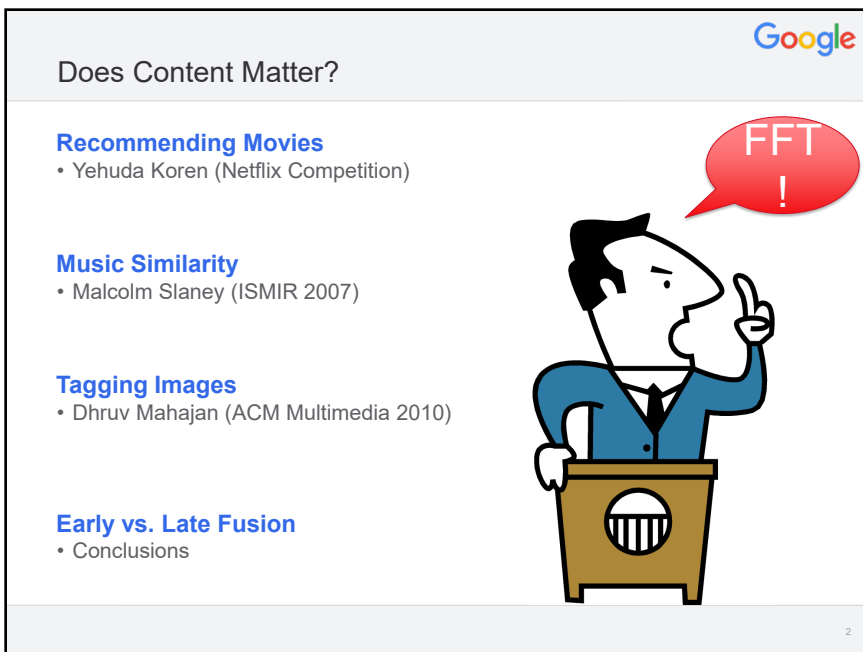 Google
Does Content Matter?
Recommending Movies
• Yehuda Koren (Netflix Competition)
FFT
!
Music Similarity
• Malcolm Slaney (ISMIR 2007)
Tagging Images
• Dhruv Mahajan (ACM Multimedia 2010)
Early vs. Late Fusion
• Conclusions
2